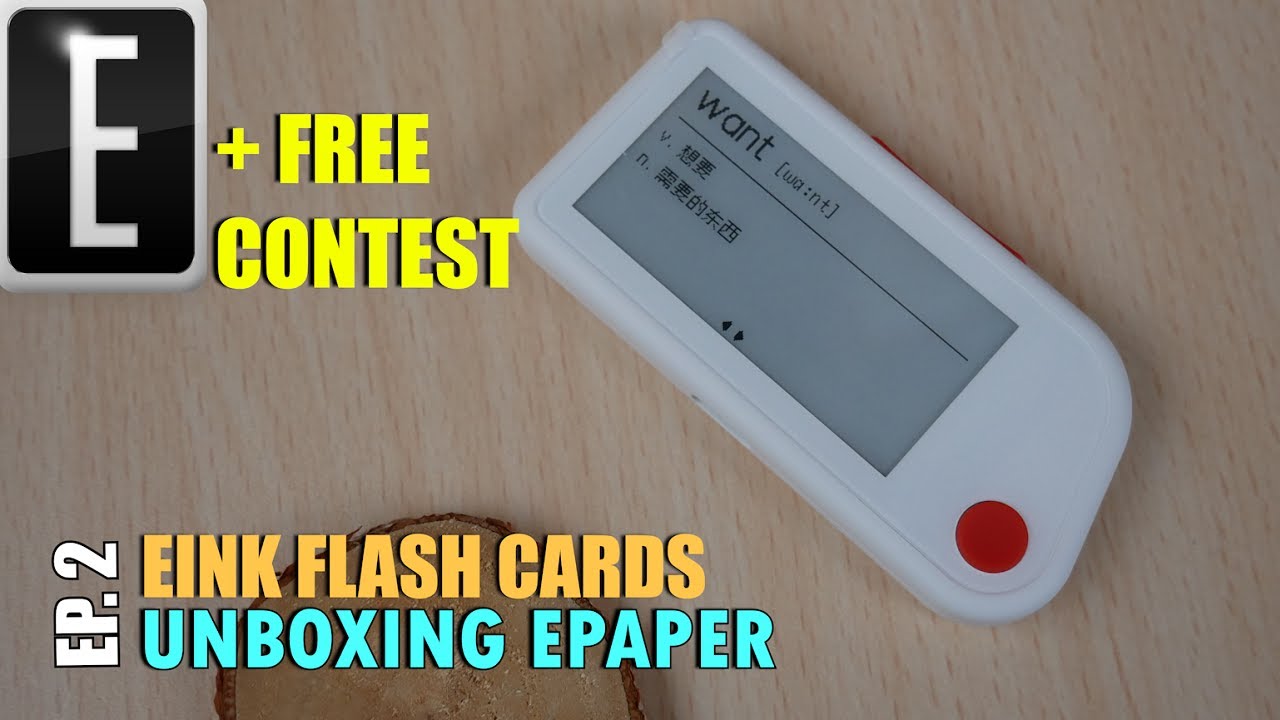 E
+ FREE
CONTEST
want [wa:nt]
v. 想要
n. 需要的东西
EP. 2
EINK FLASH CARDS
UNBOXING EPAPER